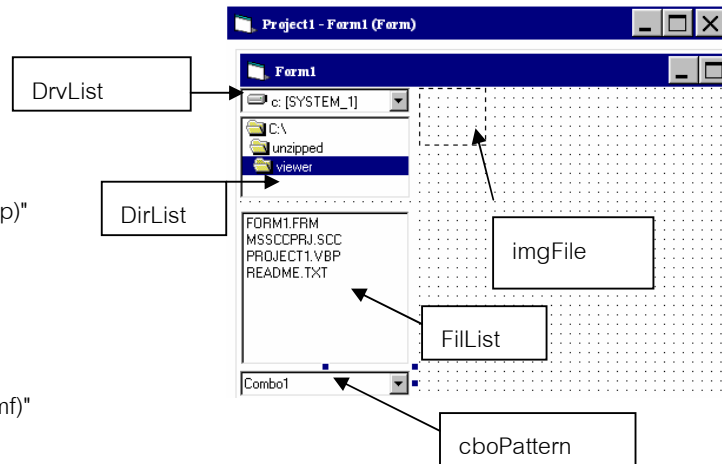 Project1 - Form1 (Form)
Form1
DrvList
c: [SYSTEM_1]
C:\
unzipped
viewer
p)"
DirList
FORM1.FRM
MSSCCPRJ.SCC
PROJECT1.VBP
README.TXT
imgFile
FilList
Combo1
nf)"
cboPattern